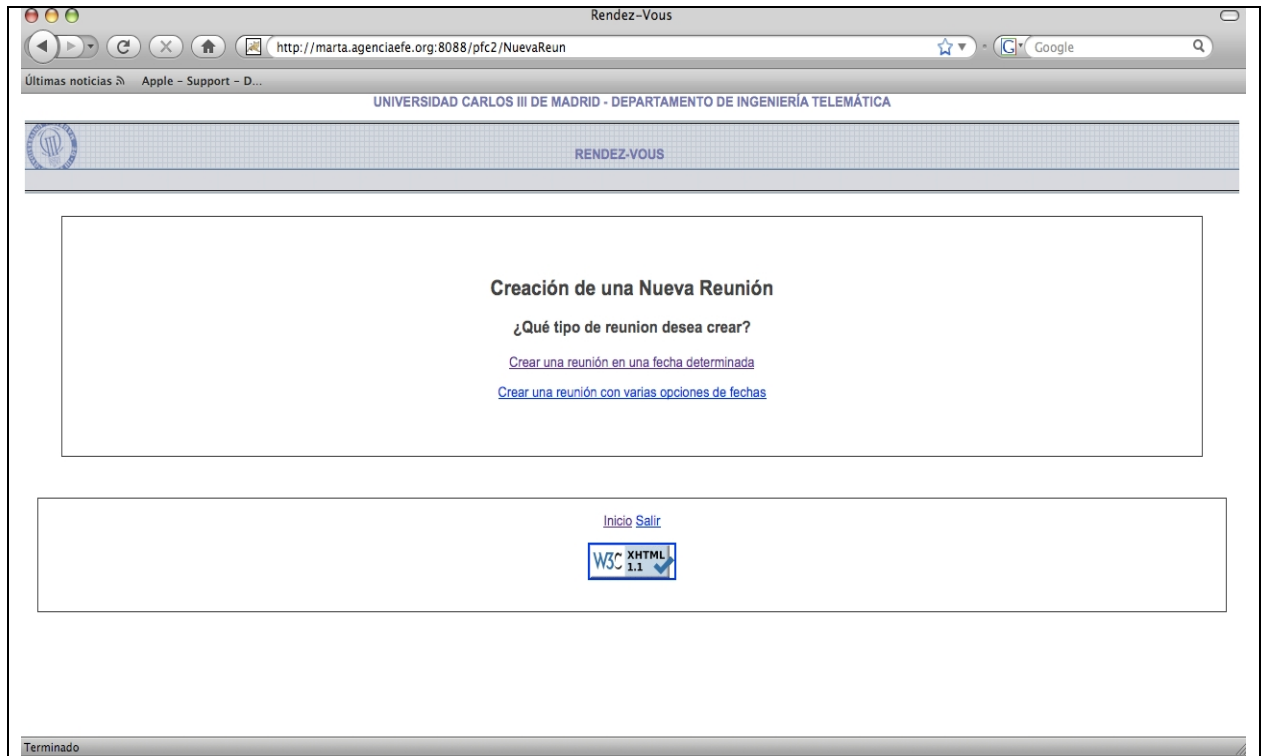 Rendez-Vous
http://marta.agenciaefe.org:8088/pfc2/NuevaReun
Google
Últimas noticias Apple - Support - D...
UNIVERSIDAD CARLOS III DE MADRID - DEPARTAMENTO DE INGENIERÍA TELEMÁTICA
RENDEZ-VOUS
Creación de una Nueva Reunión
¿Qué tipo de reunion desea crear?
Crear una reunión en una fecha determinada
Crear una reunión con varias opciones de fechas
Inicio Salir
W3C XHTML 1.1
Terminado